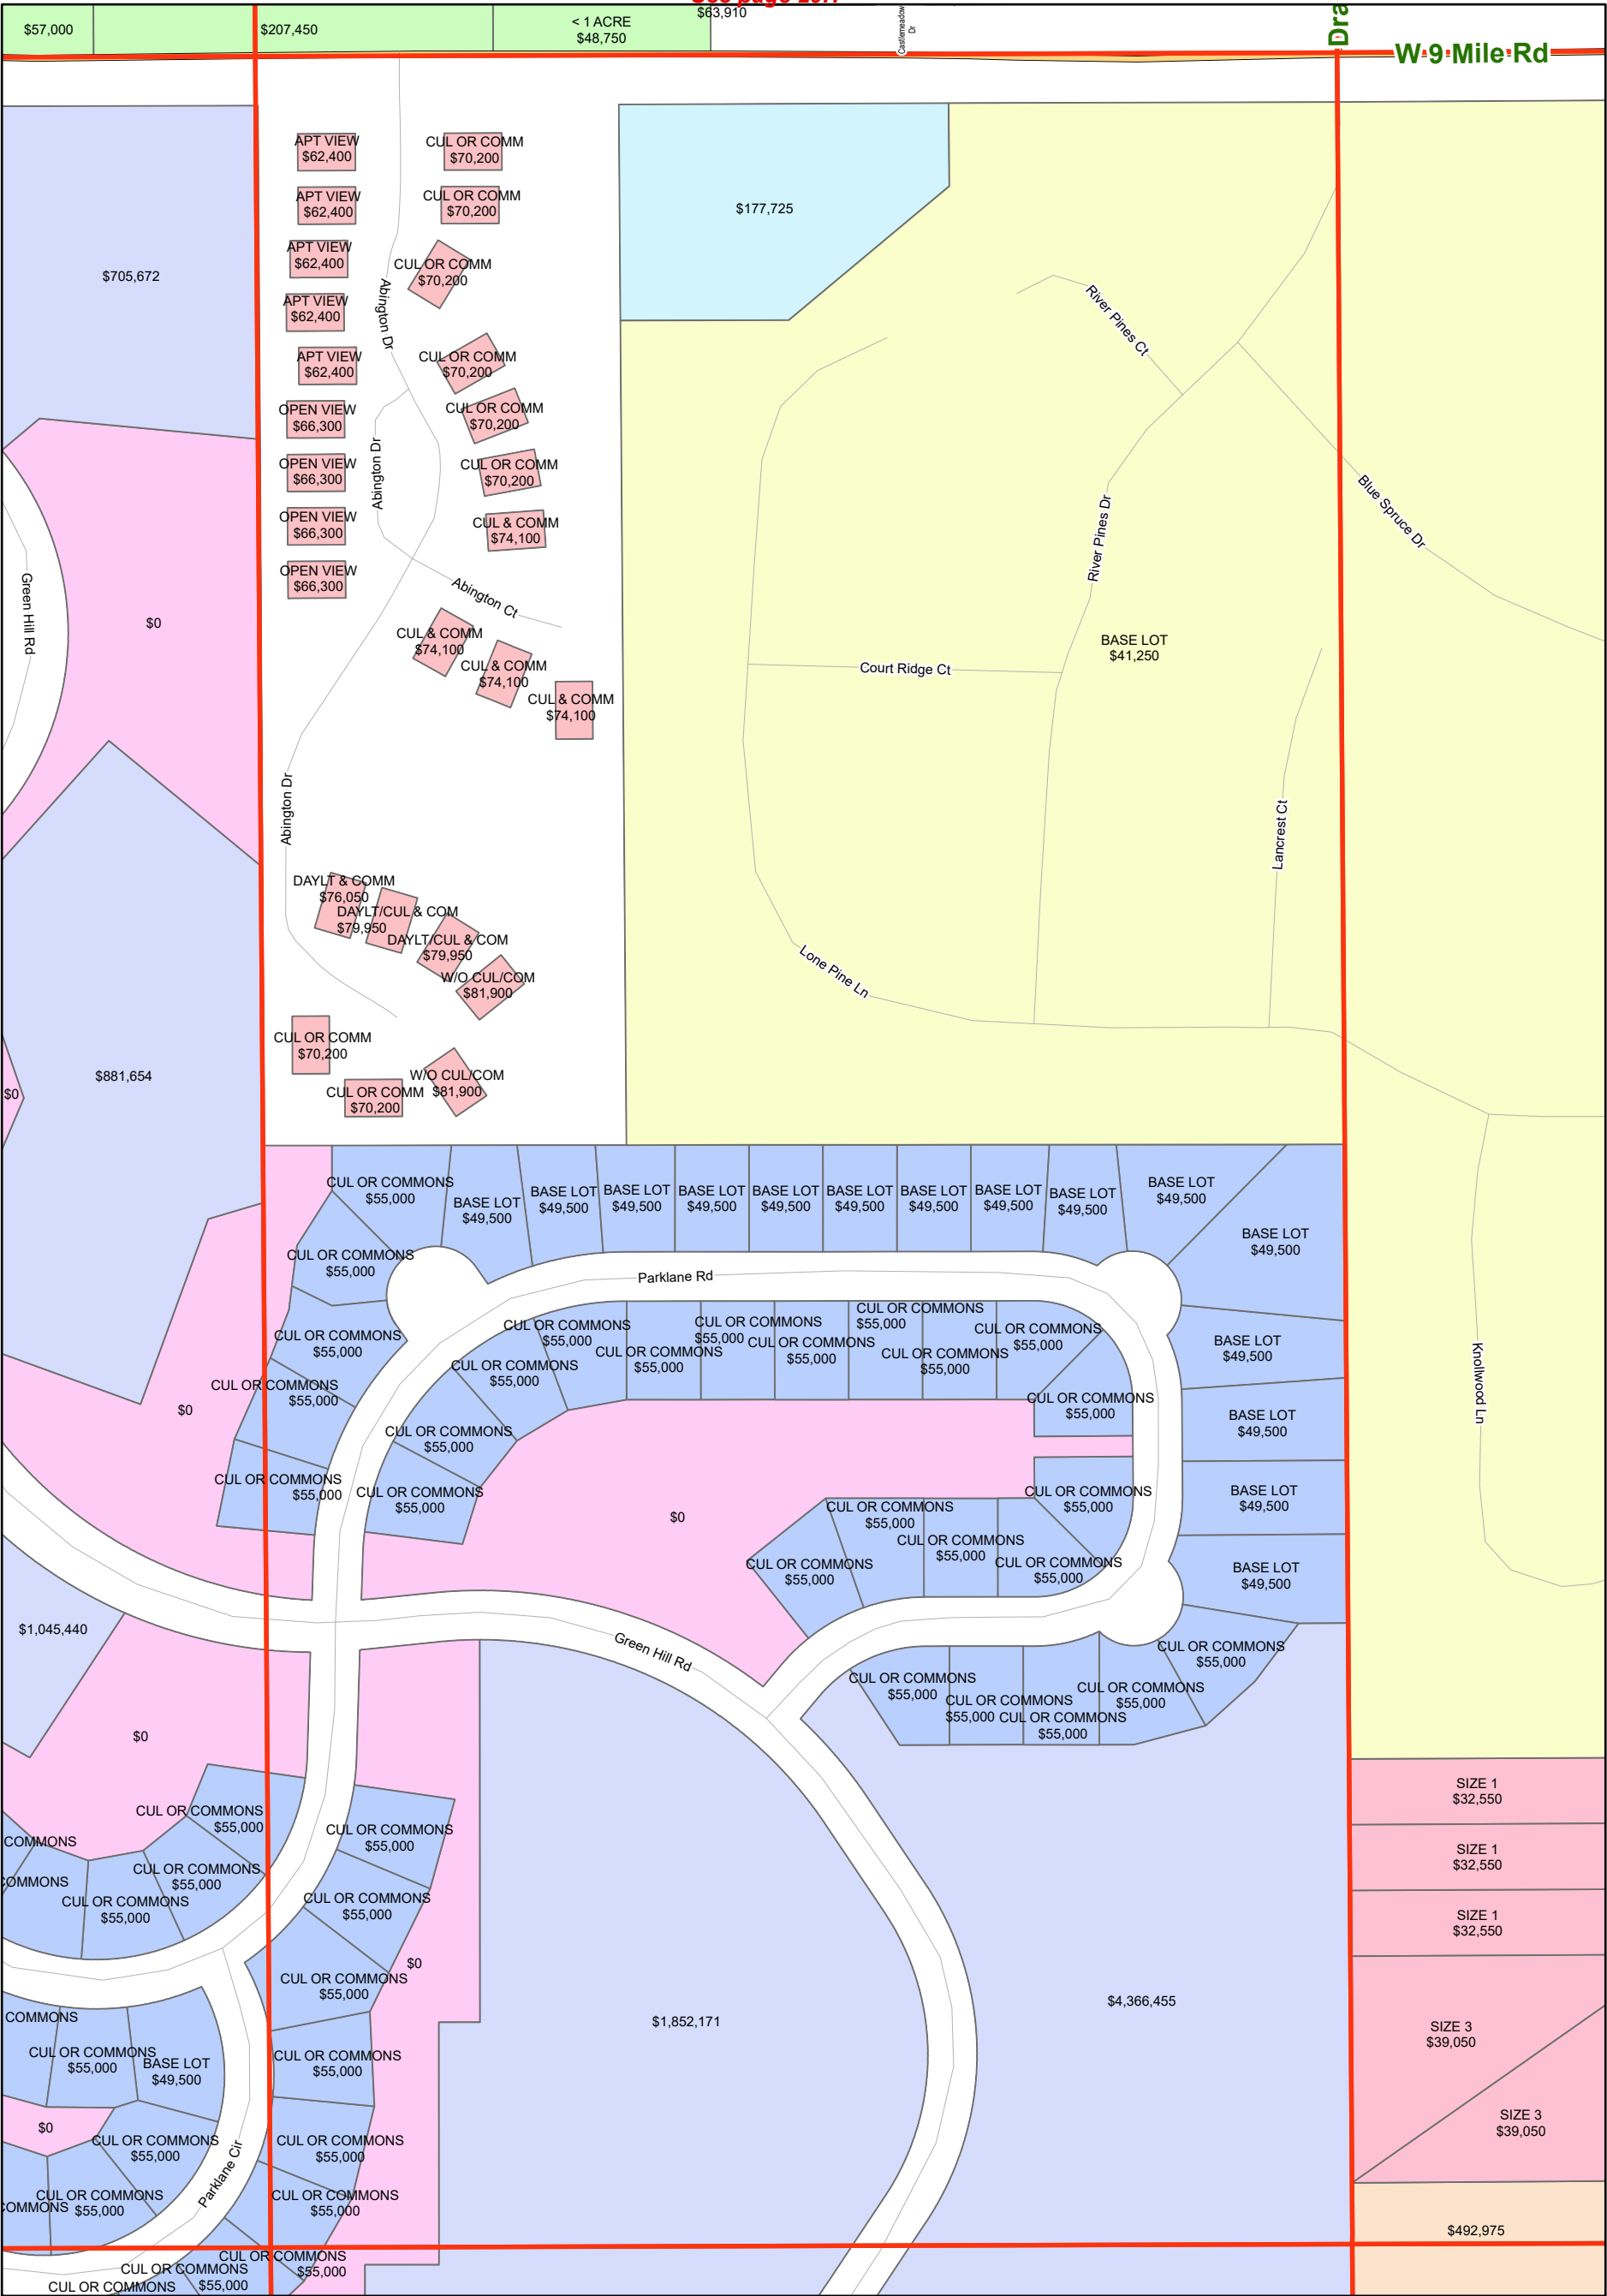 $57,000
$207,450
< 1 ACRE
$48,750
$63,910
Castlemeadow
Dr
Dra
W 9 Mile Rd
$705,672
APT VIEW
$62,400
CUL OR COMM
$70,200
$177,725
APT VIEW
$62,400
CUL OR COMM
$70,200
APT VIEW
$62,400
CUL OR COMM
$70,200
APT VIEW
$62,400
Abington Dr
River Pines Ct
APT VIEW
$62,400
CUL OR COMM
$70,200
OPEN VIEW
$66,300
CUL OR COMM
$70,200
OPEN VIEW
$66,300
Abington Dr
CUL OR COMM
$70,200
OPEN VIEW
$66,300
CUL & COMM
$74,100
River Pines Dr
Blue Spruce Dr
OPEN VIEW
$66,300
Abington Ct
Green Hill Rd
$0
CUL & COMM
$74,100
CUL & COMM
$74,100
CUL & COMM
$74,100
Court Ridge Ct
BASE LOT
$41,250
Abington Dr
Lancrest Ct
DAYLT & COMM
$76,050
DAYLT/CUL & COM
$79,950
DAYLT/CUL & COM
$79,950
W/O CUL/COM
$81,900
Lone Pine Ln
CUL OR COMM
$70,200
$881,654
$0
W/O CUL/COM
$81,900
CUL OR COMM
$70,200
CUL OR COMMONS
$55,000
BASE LOT
$49,500
BASE LOT
$49,500
BASE LOT
$49,500
BASE LOT
$49,500
BASE LOT
$49,500
BASE LOT
$49,500
BASE LOT
$49,500
BASE LOT
$49,500
BASE LOT
$49,500
BASE LOT
$49,500
BASE LOT
$49,500
CUL OR COMMONS
$55,000
Parklane Rd
CUL OR COMMONS
$55,000
CUL OR COMMONS
$55,000
CUL OR COMMONS
$55,000
CUL OR COMMONS
$55,000
CUL OR COMMONS
$55,000
CUL OR COMMONS
$55,000
CUL OR COMMONS
$55,000
CUL OR COMMONS
$55,000
BASE LOT
$49,500
CUL OR COMMONS
$55,000
CUL OR COMMONS
$55,000
Knollwood Ln
$0
CUL OR COMMONS
$55,000
CUL OR COMMONS
$55,000
BASE LOT
$49,500
CUL OR COMMONS
$55,000
CUL OR COMMONS
$55,000
CUL OR COMMONS
$55,000
BASE LOT
$49,500
$0
CUL OR COMMONS
$55,000
CUL OR COMMONS
$55,000
CUL OR COMMONS
$55,000
CUL OR COMMONS
$55,000
BASE LOT
$49,500
$1,045,440
Green Hill Rd
CUL OR COMMONS
$55,000
CUL OR COMMONS
$55,000
CUL OR COMMONS
$55,000
CUL OR COMMONS
$55,000
CUL OR COMMONS
$55,000
$0
SIZE 1
$32,550
CUL OR COMMONS
$55,000
CUL OR COMMONS
$55,000
COMMONS
SIZE 1
$32,550
CUL OR COMMONS
$55,000
COMMONS
CUL OR COMMONS
$55,000
CUL OR COMMONS
$55,000
SIZE 1
$32,550
$0
CUL OR COMMONS
$55,000
$4,366,455
$1,852,171
COMMONS
SIZE 3
$39,050
CUL OR COMMONS
$55,000
BASE LOT
$49,500
CUL OR COMMONS
$55,000
$0
SIZE 3
$39,050
CUL OR COMMONS
$55,000
CUL OR COMMONS
$55,000
Parklane Cir
COMMONS
CUL OR COMMONS
$55,000
CUL OR COMMONS
$55,000
$492,975
CUL OR COMMONS
$55,000
CUL OR COMMONS
$55,000
CUL OR COMMONS